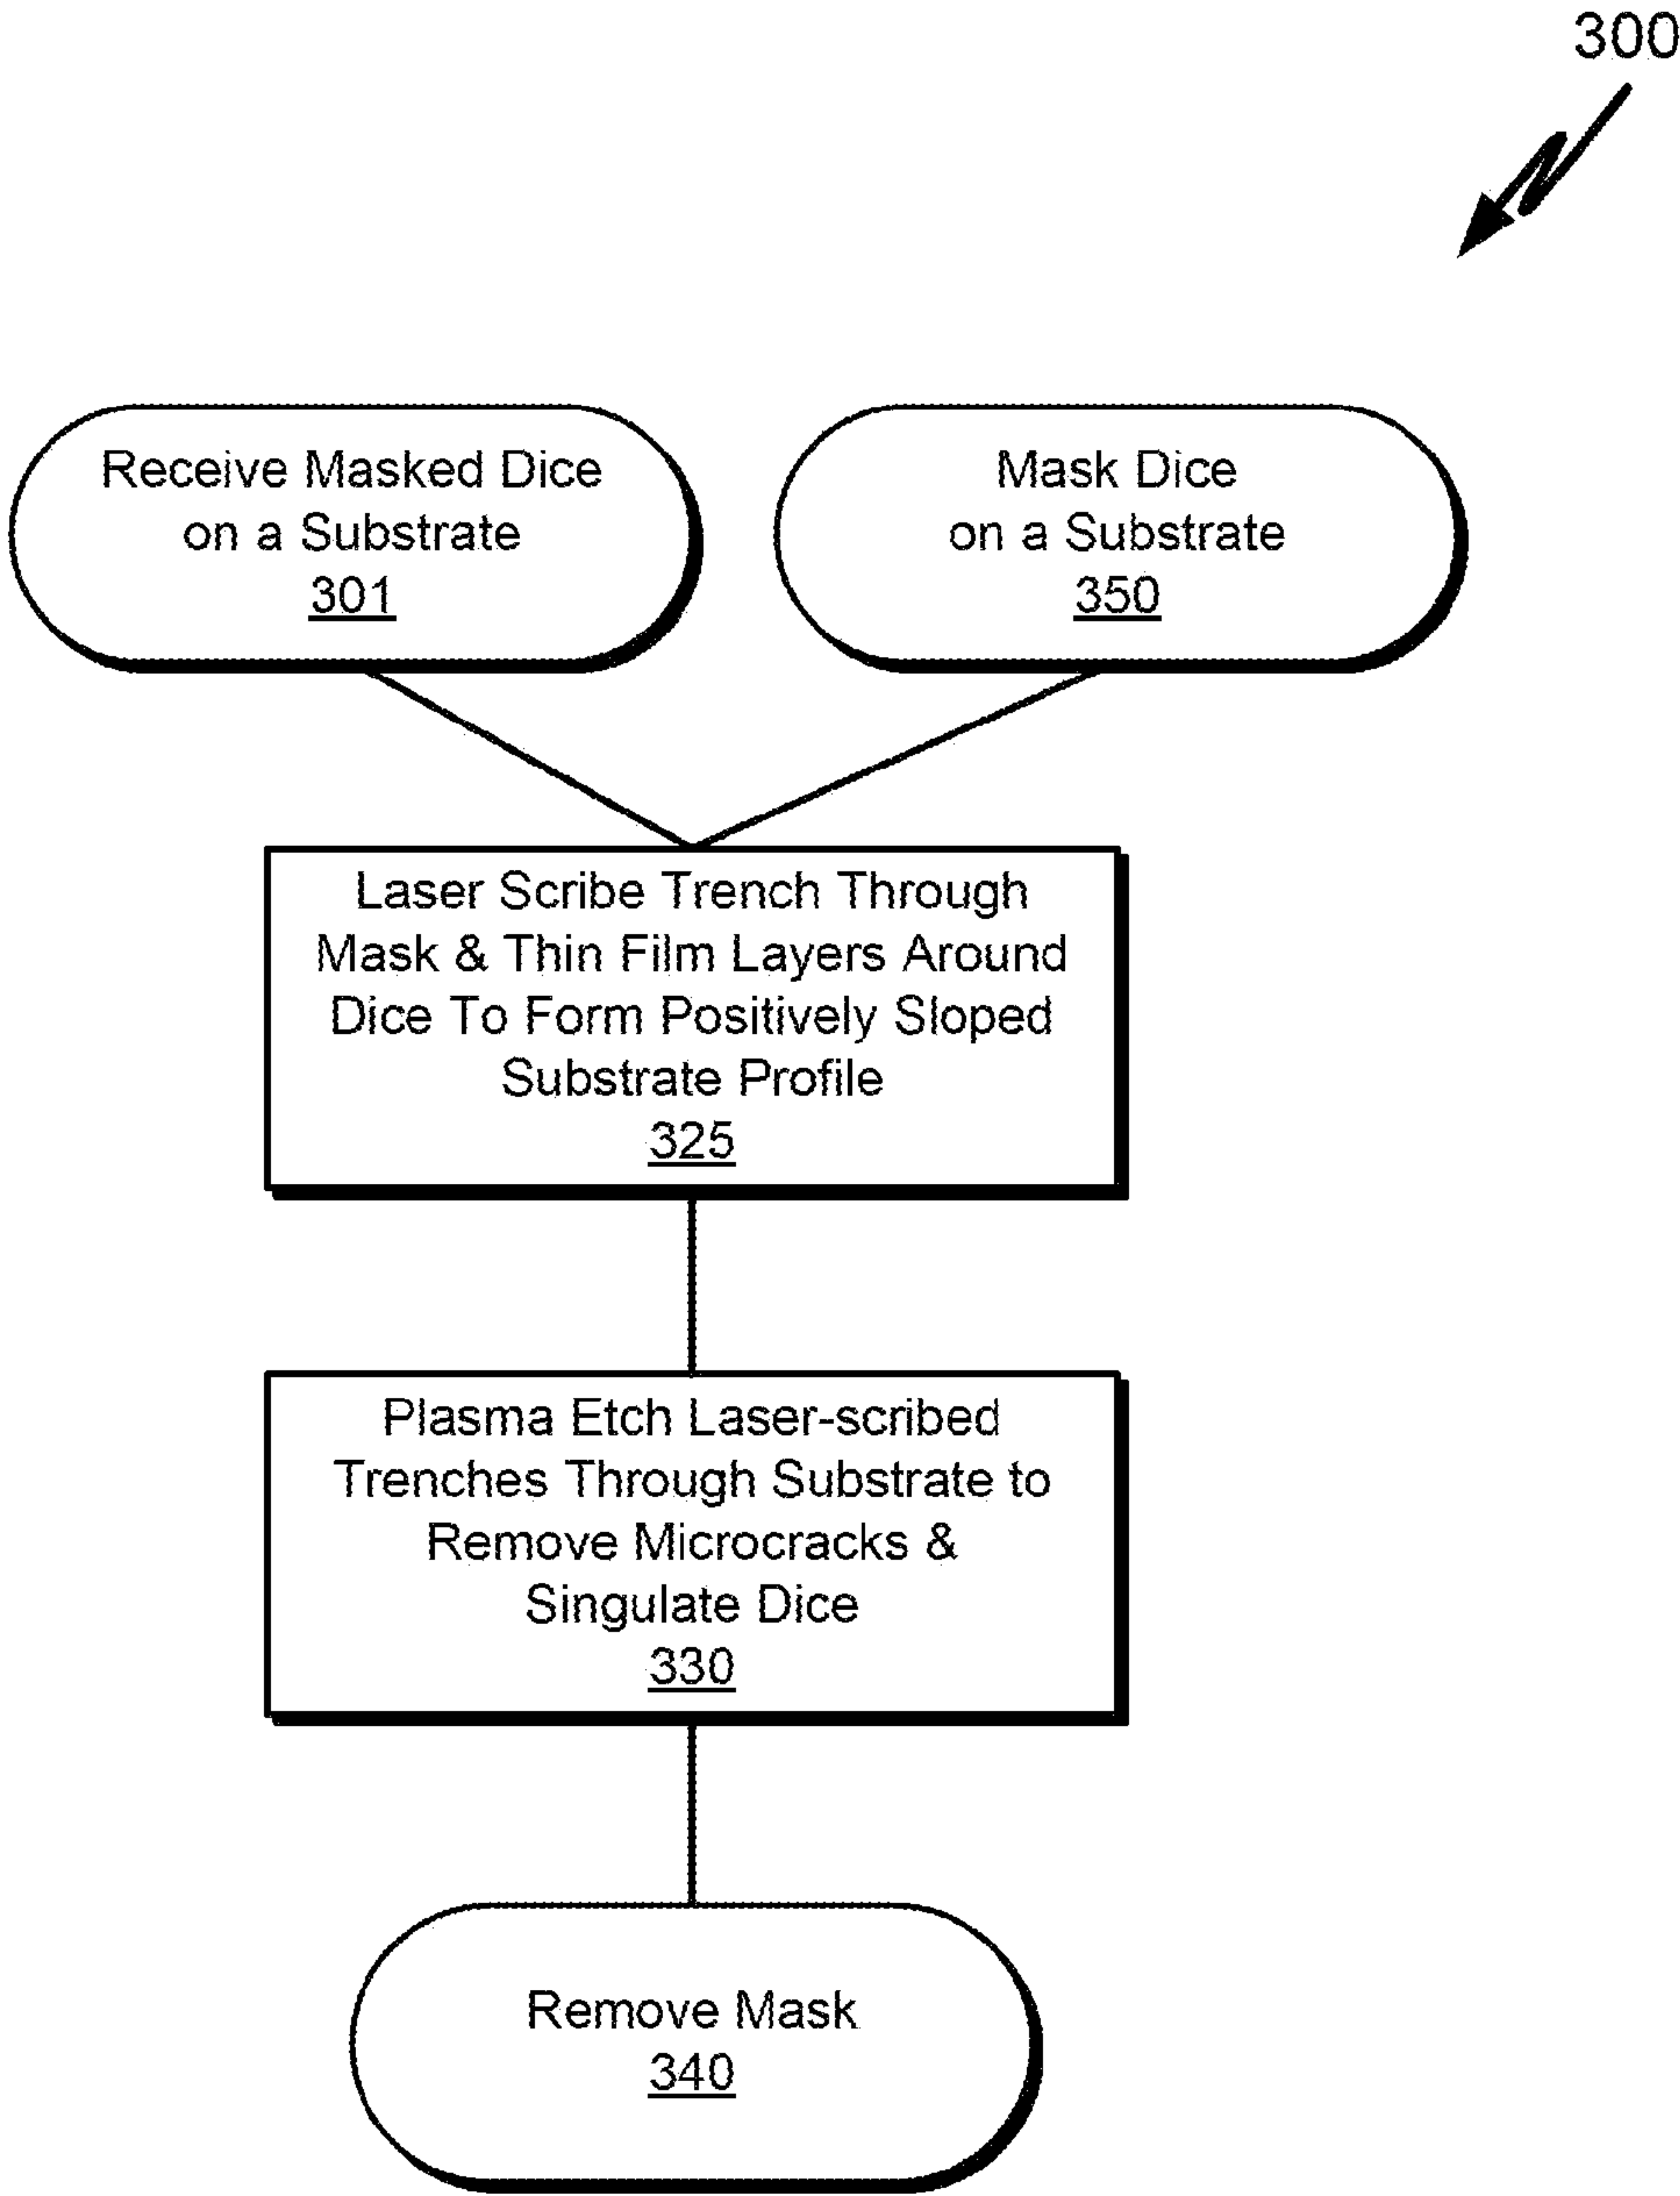 300
Receive Masked Dice
on a Substrate
301
Mask Dice
on a Substrate
350
Laser Scribe Trench Through
Mask & Thin Film Layers Around
Dice To Form Positively Sloped
Substrate Profile
325
Plasma Etch Laser-scribed
Trenches Through Substrate to
Remove Microcracks &
Singulate Dice
330
Remove Mask
340